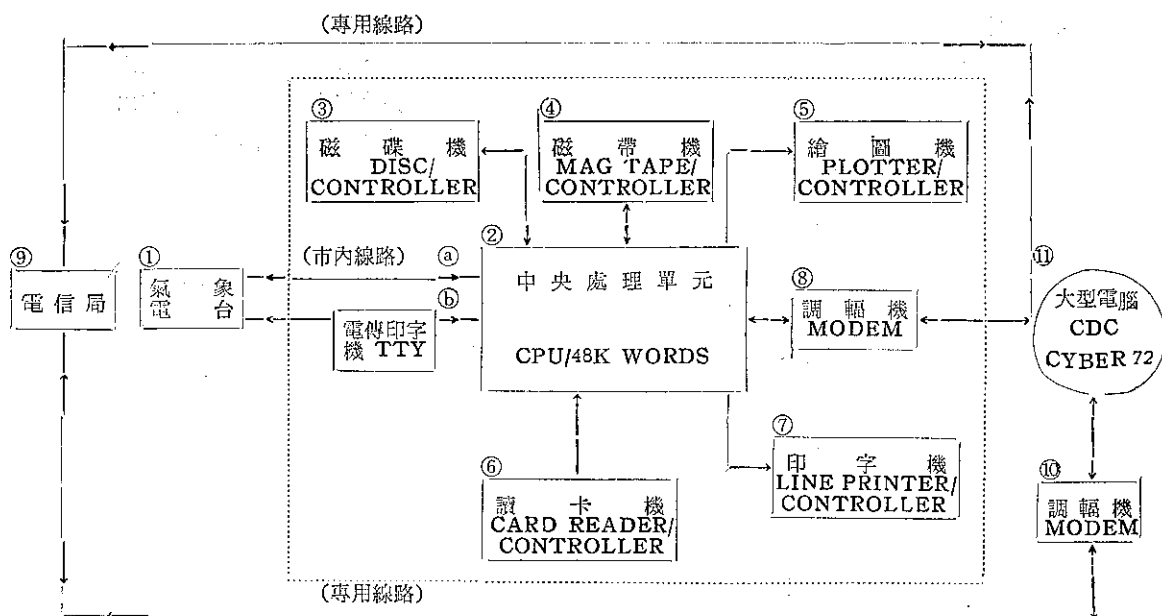 (專用線路)
③
磁碟機
DISC/
CONTROLLER
④
磁帶機
MAG TAPE/
CONTROLLER
⑤
繪圖機
PLOTTER/
CONTROLLER
⑨
電信局
①
氣象
電台
(市內線路)
ⓐ
ⓑ
電傳印字
機 TTY
②
中央處理單元
CPU/48K WORDS
⑧
調輻機
MODEM
⑪
大型電腦
CDC
CYBER 72
⑥
讀卡機
CARD READER/
CONTROLLER
⑦
印字機
LINE PRINTER/
CONTROLLER
⑩
調輻機
MODEM
(專用線路)